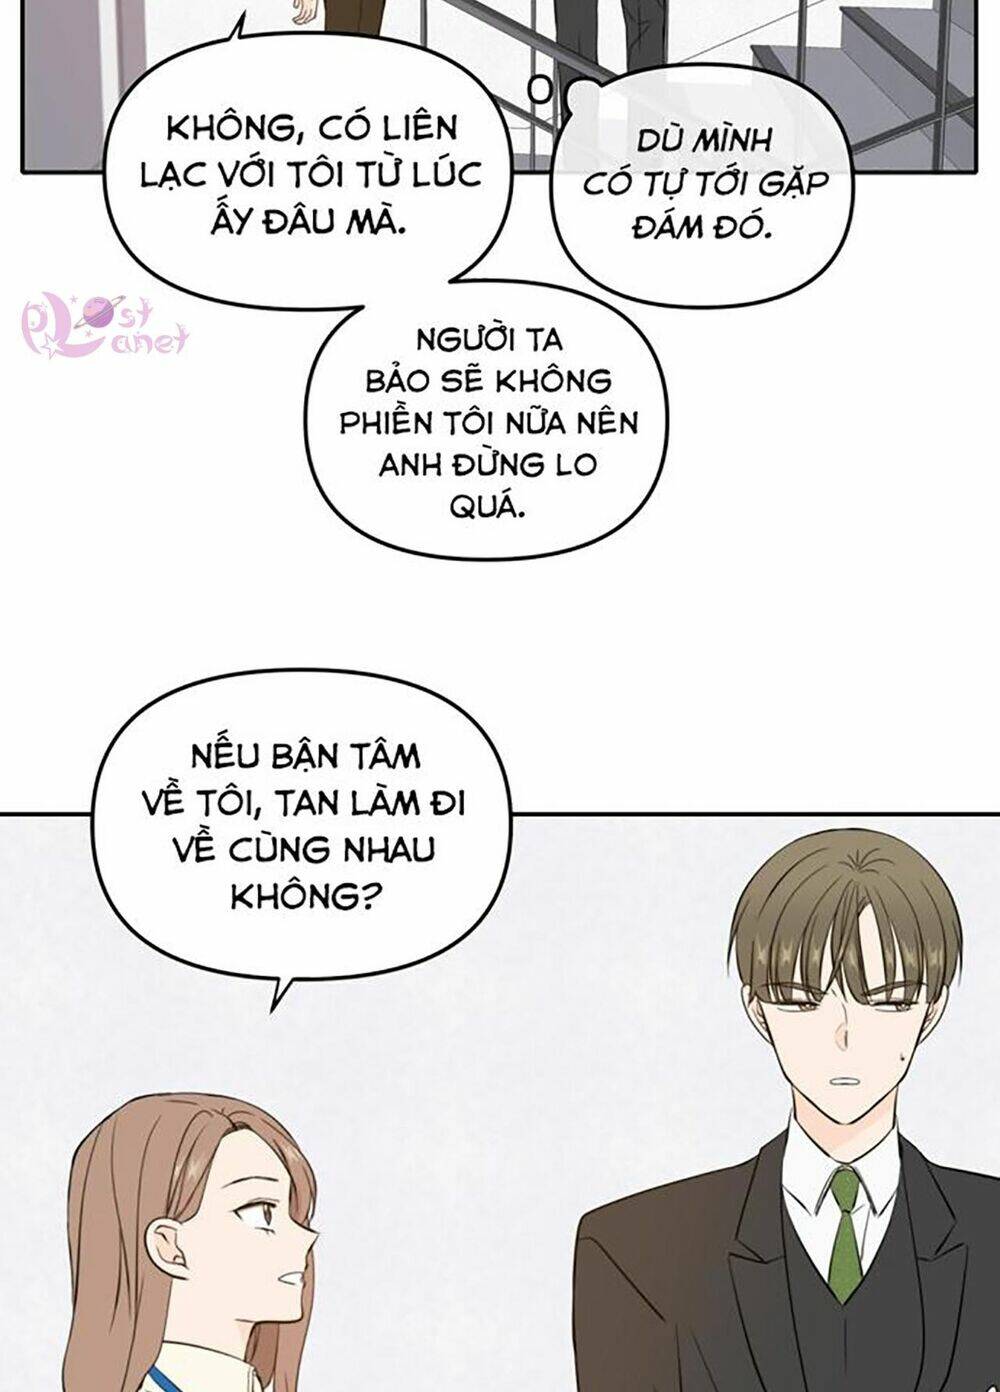 KHÔNG, CÓ LIÊN
LẠC VỚI TÔI TỪ LÚC
ẤY ĐÂU MÀ.
DÙ MÌNH
CÓ TỰ TỚI GẶP
ĐÁM ĐÓ.
Lost
Planet
NGƯỜI TA
BẢO SẼ KHÔNG
PHIỀN TÔI NỮA NÊN
ANH ĐỪNG LO
QUÁ.
NẾU BẬN TÂM
VỀ TÔI, TAN LÀM ĐI
VỀ CÙNG NHAU
KHÔNG?